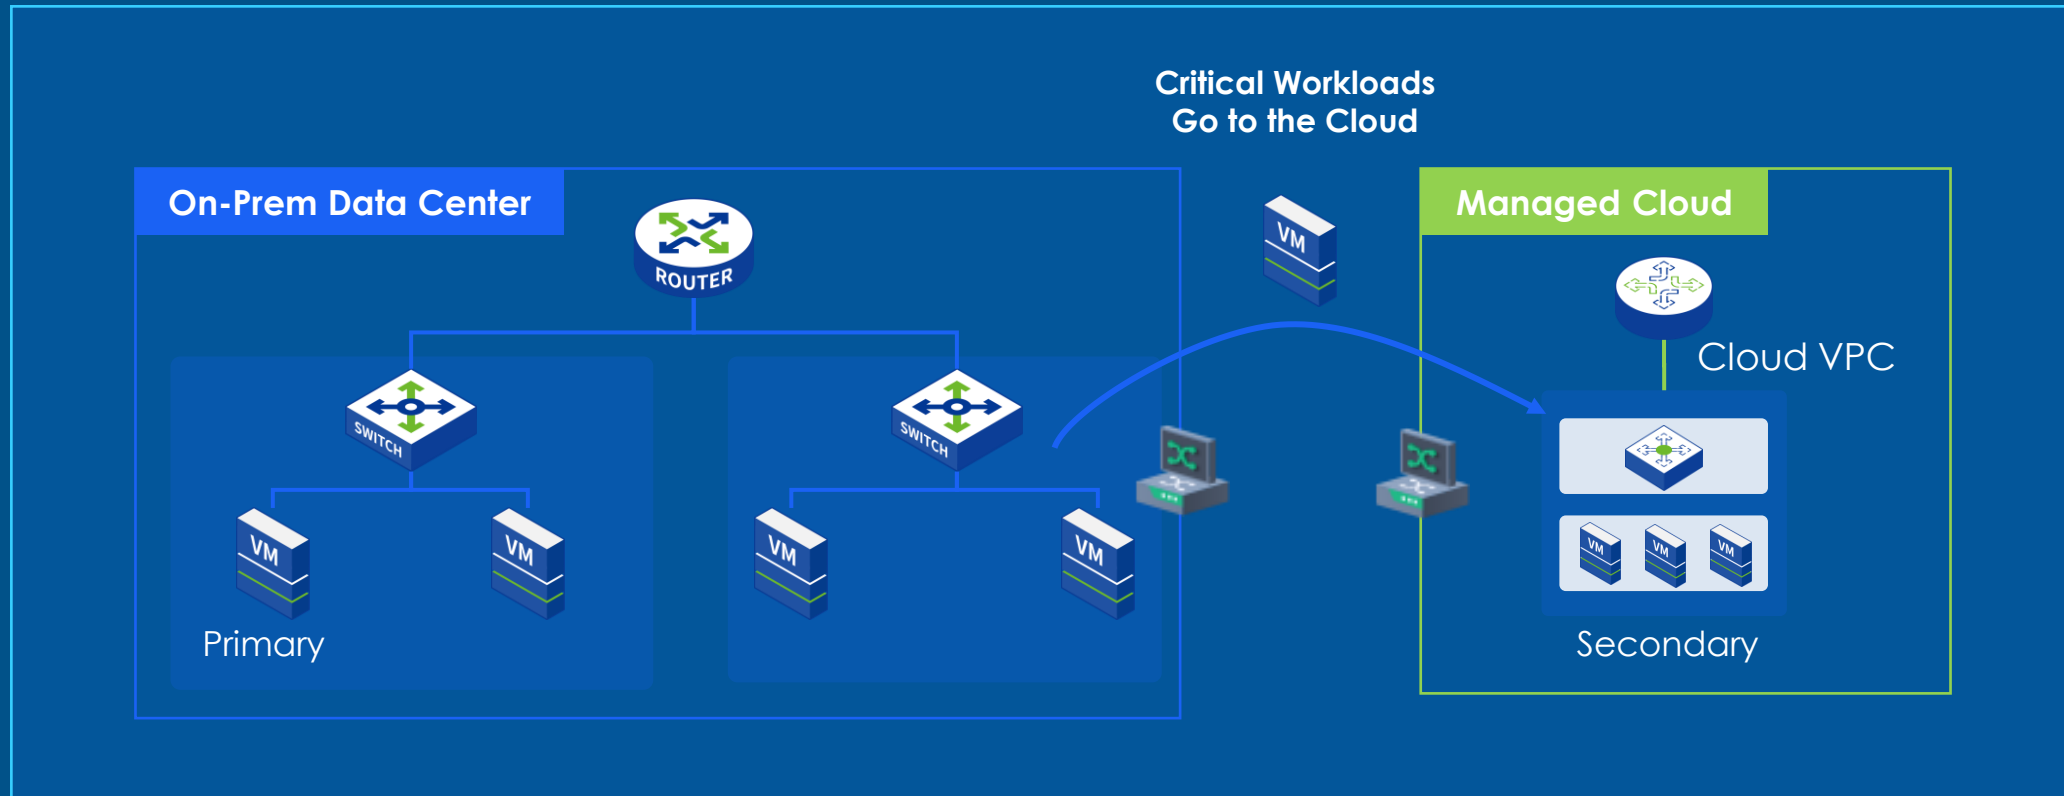 Critical Workloads
Go to the Cloud
On-Prem Data Center
Managed Cloud
ROUTER
VM
Cloud VPC
SWITCH
SWITCH
VM
VM
VM
VM
VM
VM
VM
Primary
Secondary